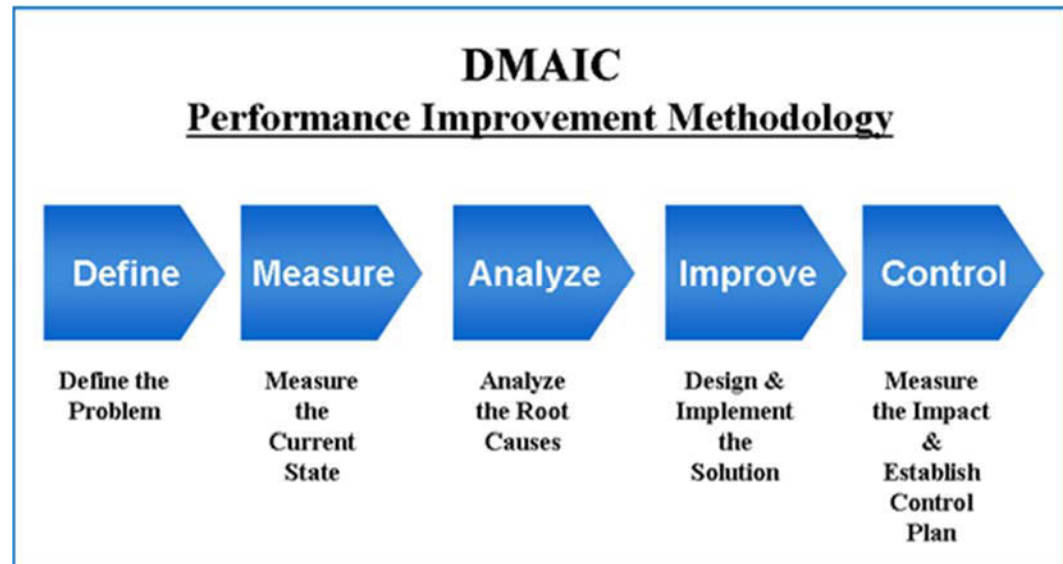 DMAIC
Performance Improvement Methodology
Define
Measure
Analyze
Improve
Control
Define the
Problem
Measure
the
Current
State
Analyze
the Root
Causes
Design &
Implement
the
Solution
Measure
the Impact
&
Establish
Control
Plan